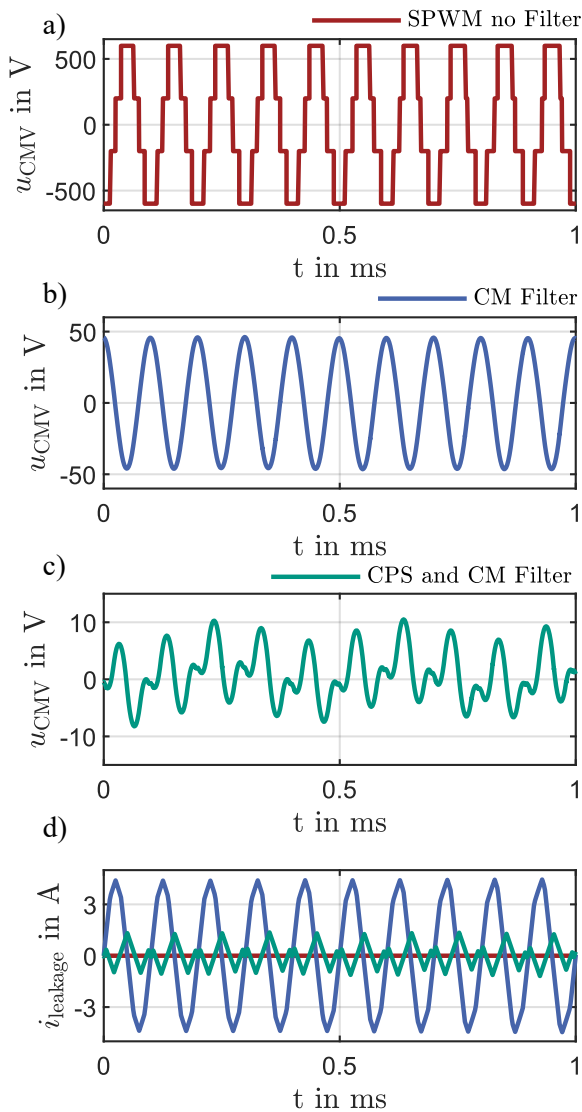 a)
SPWM no Filter
500
0
-500
u_CMV in V
0
0.5
1
t in ms
b)
CM Filter
50
0
-50
u_CMV in V
0
0.5
1
t in ms
c)
CPS and CM Filter
10
0
-10
u_CMV in V
0
0.5
1
t in ms
d)
3
0
-3
i_leakage in A
0
0.5
1
t in ms